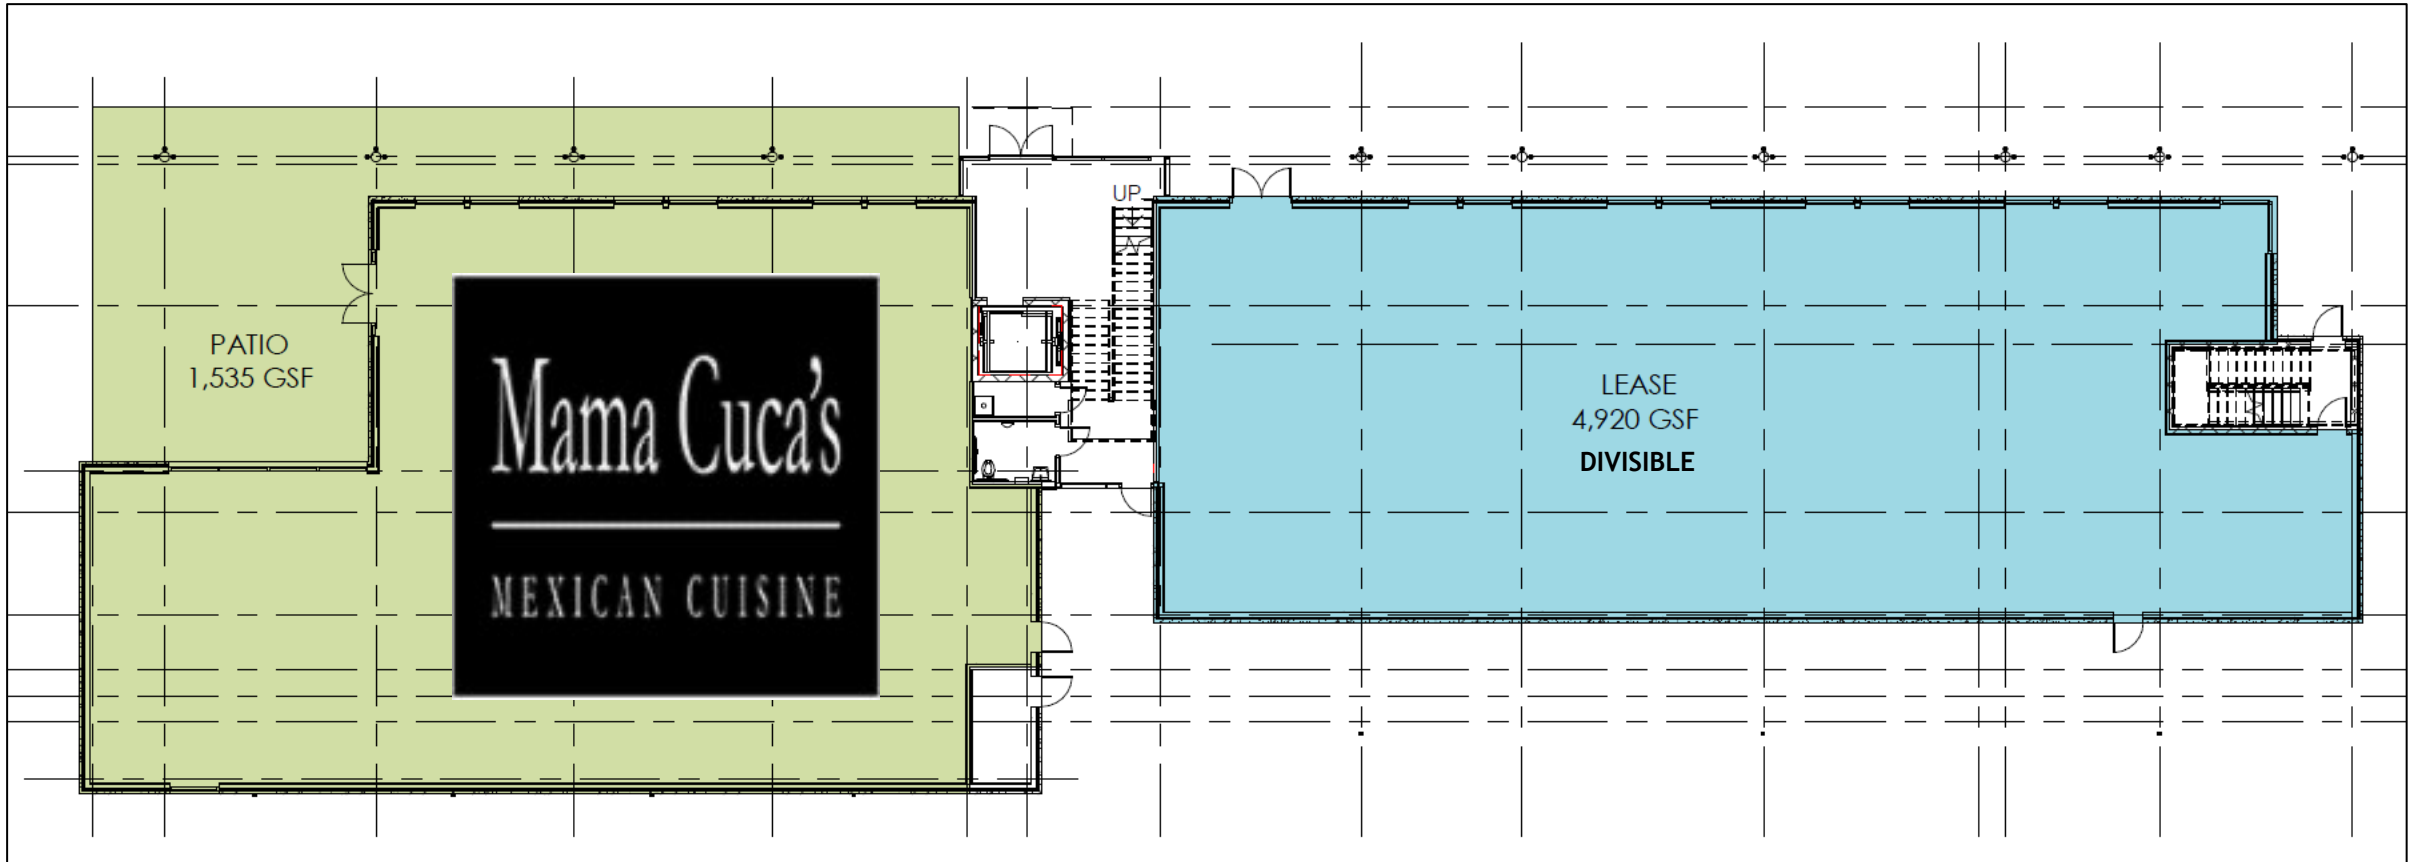 UP
PATIO
1,535 GSF
Mama Cuca's
MEXICAN CUISINE
LEASE
4,920 GSF
DIVISIBLE